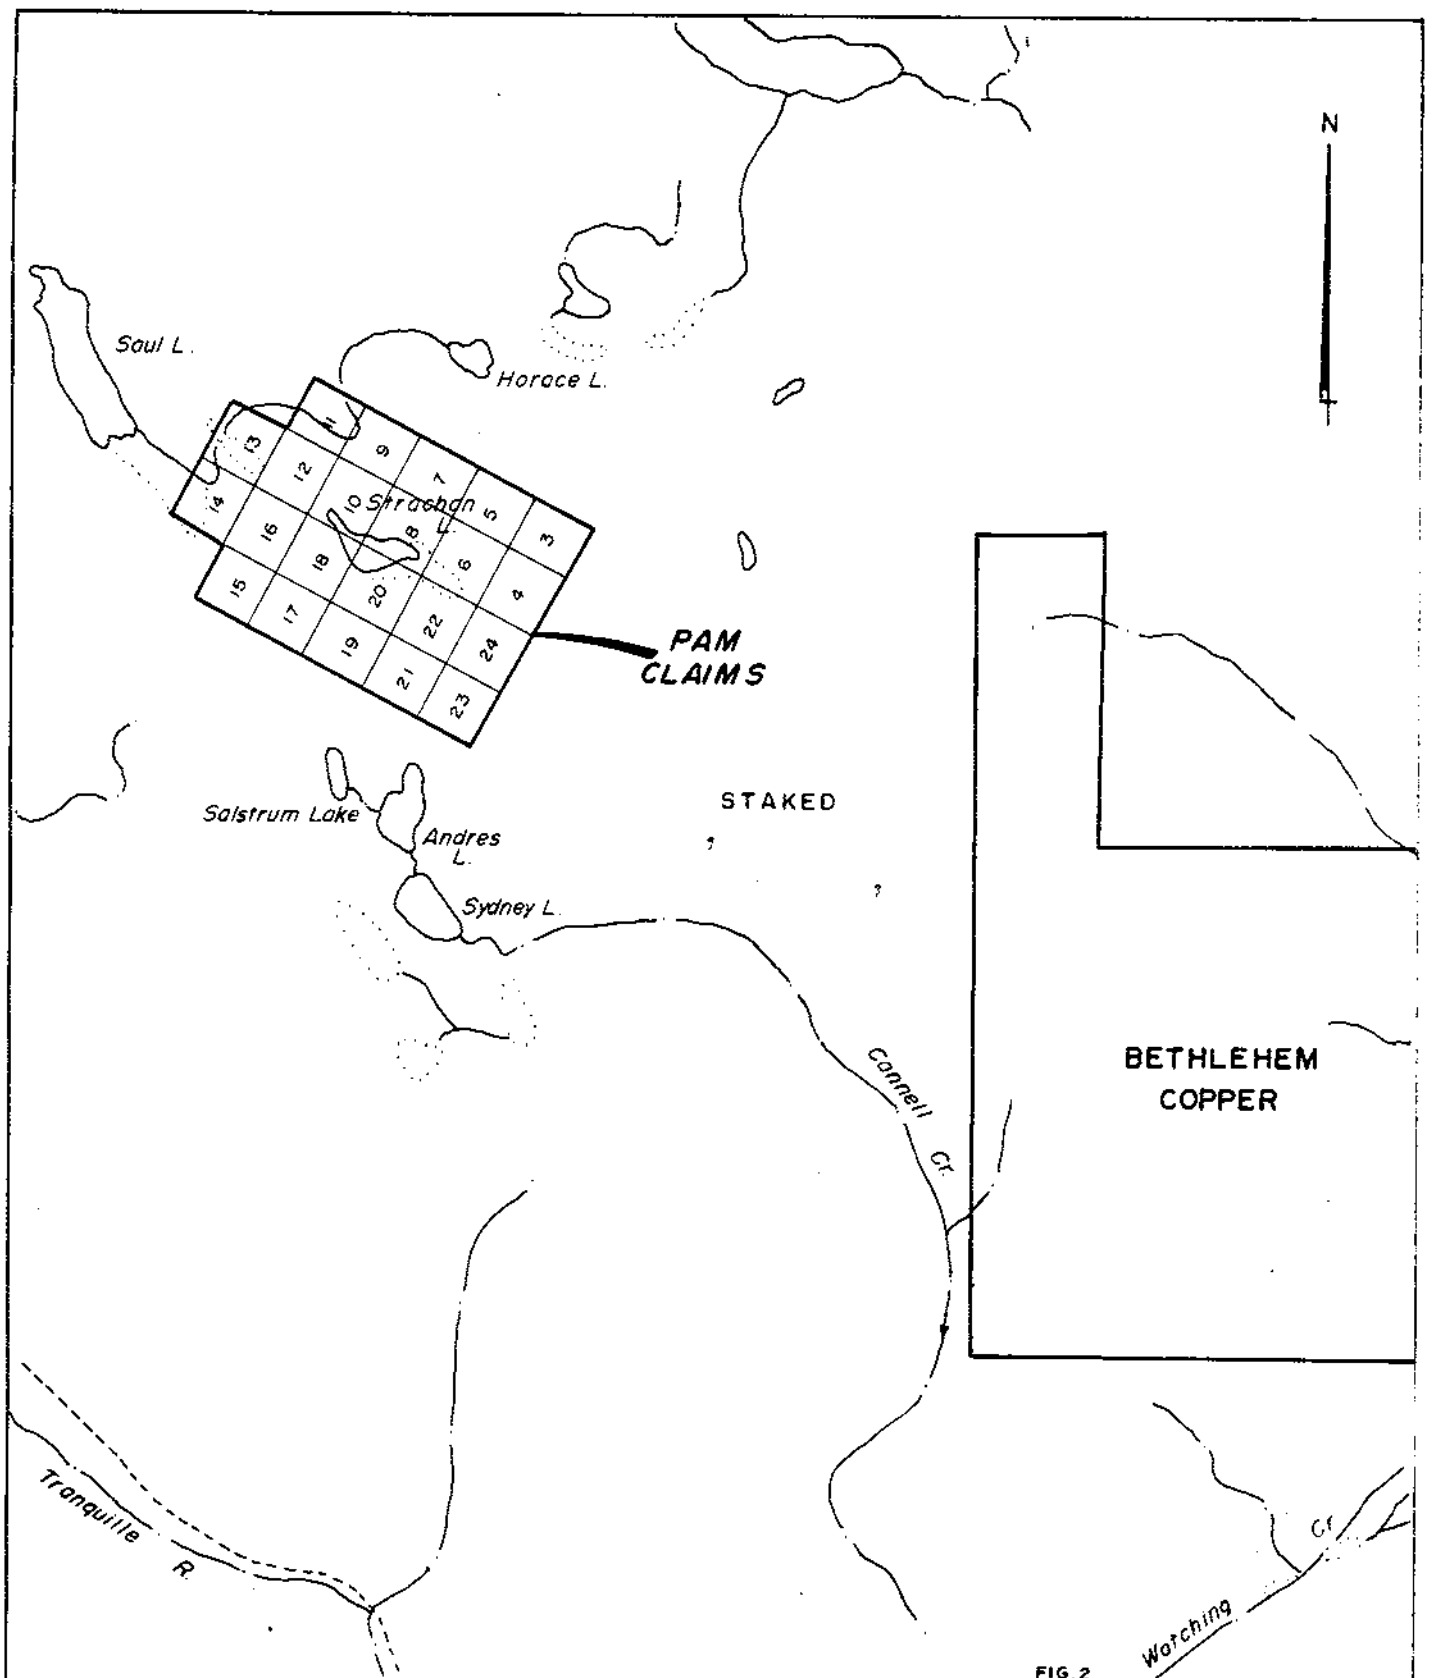 N
Saul L.
Horace L.
11
13
9
12
7
14
10
Strachan
L.
5
16
8
3
18
6
15
20
4
17
22
19
24
21
23
PAM
CLAIMS
STAKED
Salstrum Lake
Andres
L.
?
?
Sydney L.
Cannell Cr.
BETHLEHEM
COPPER
Tranquille R.
Watching Cr
FIG. 2